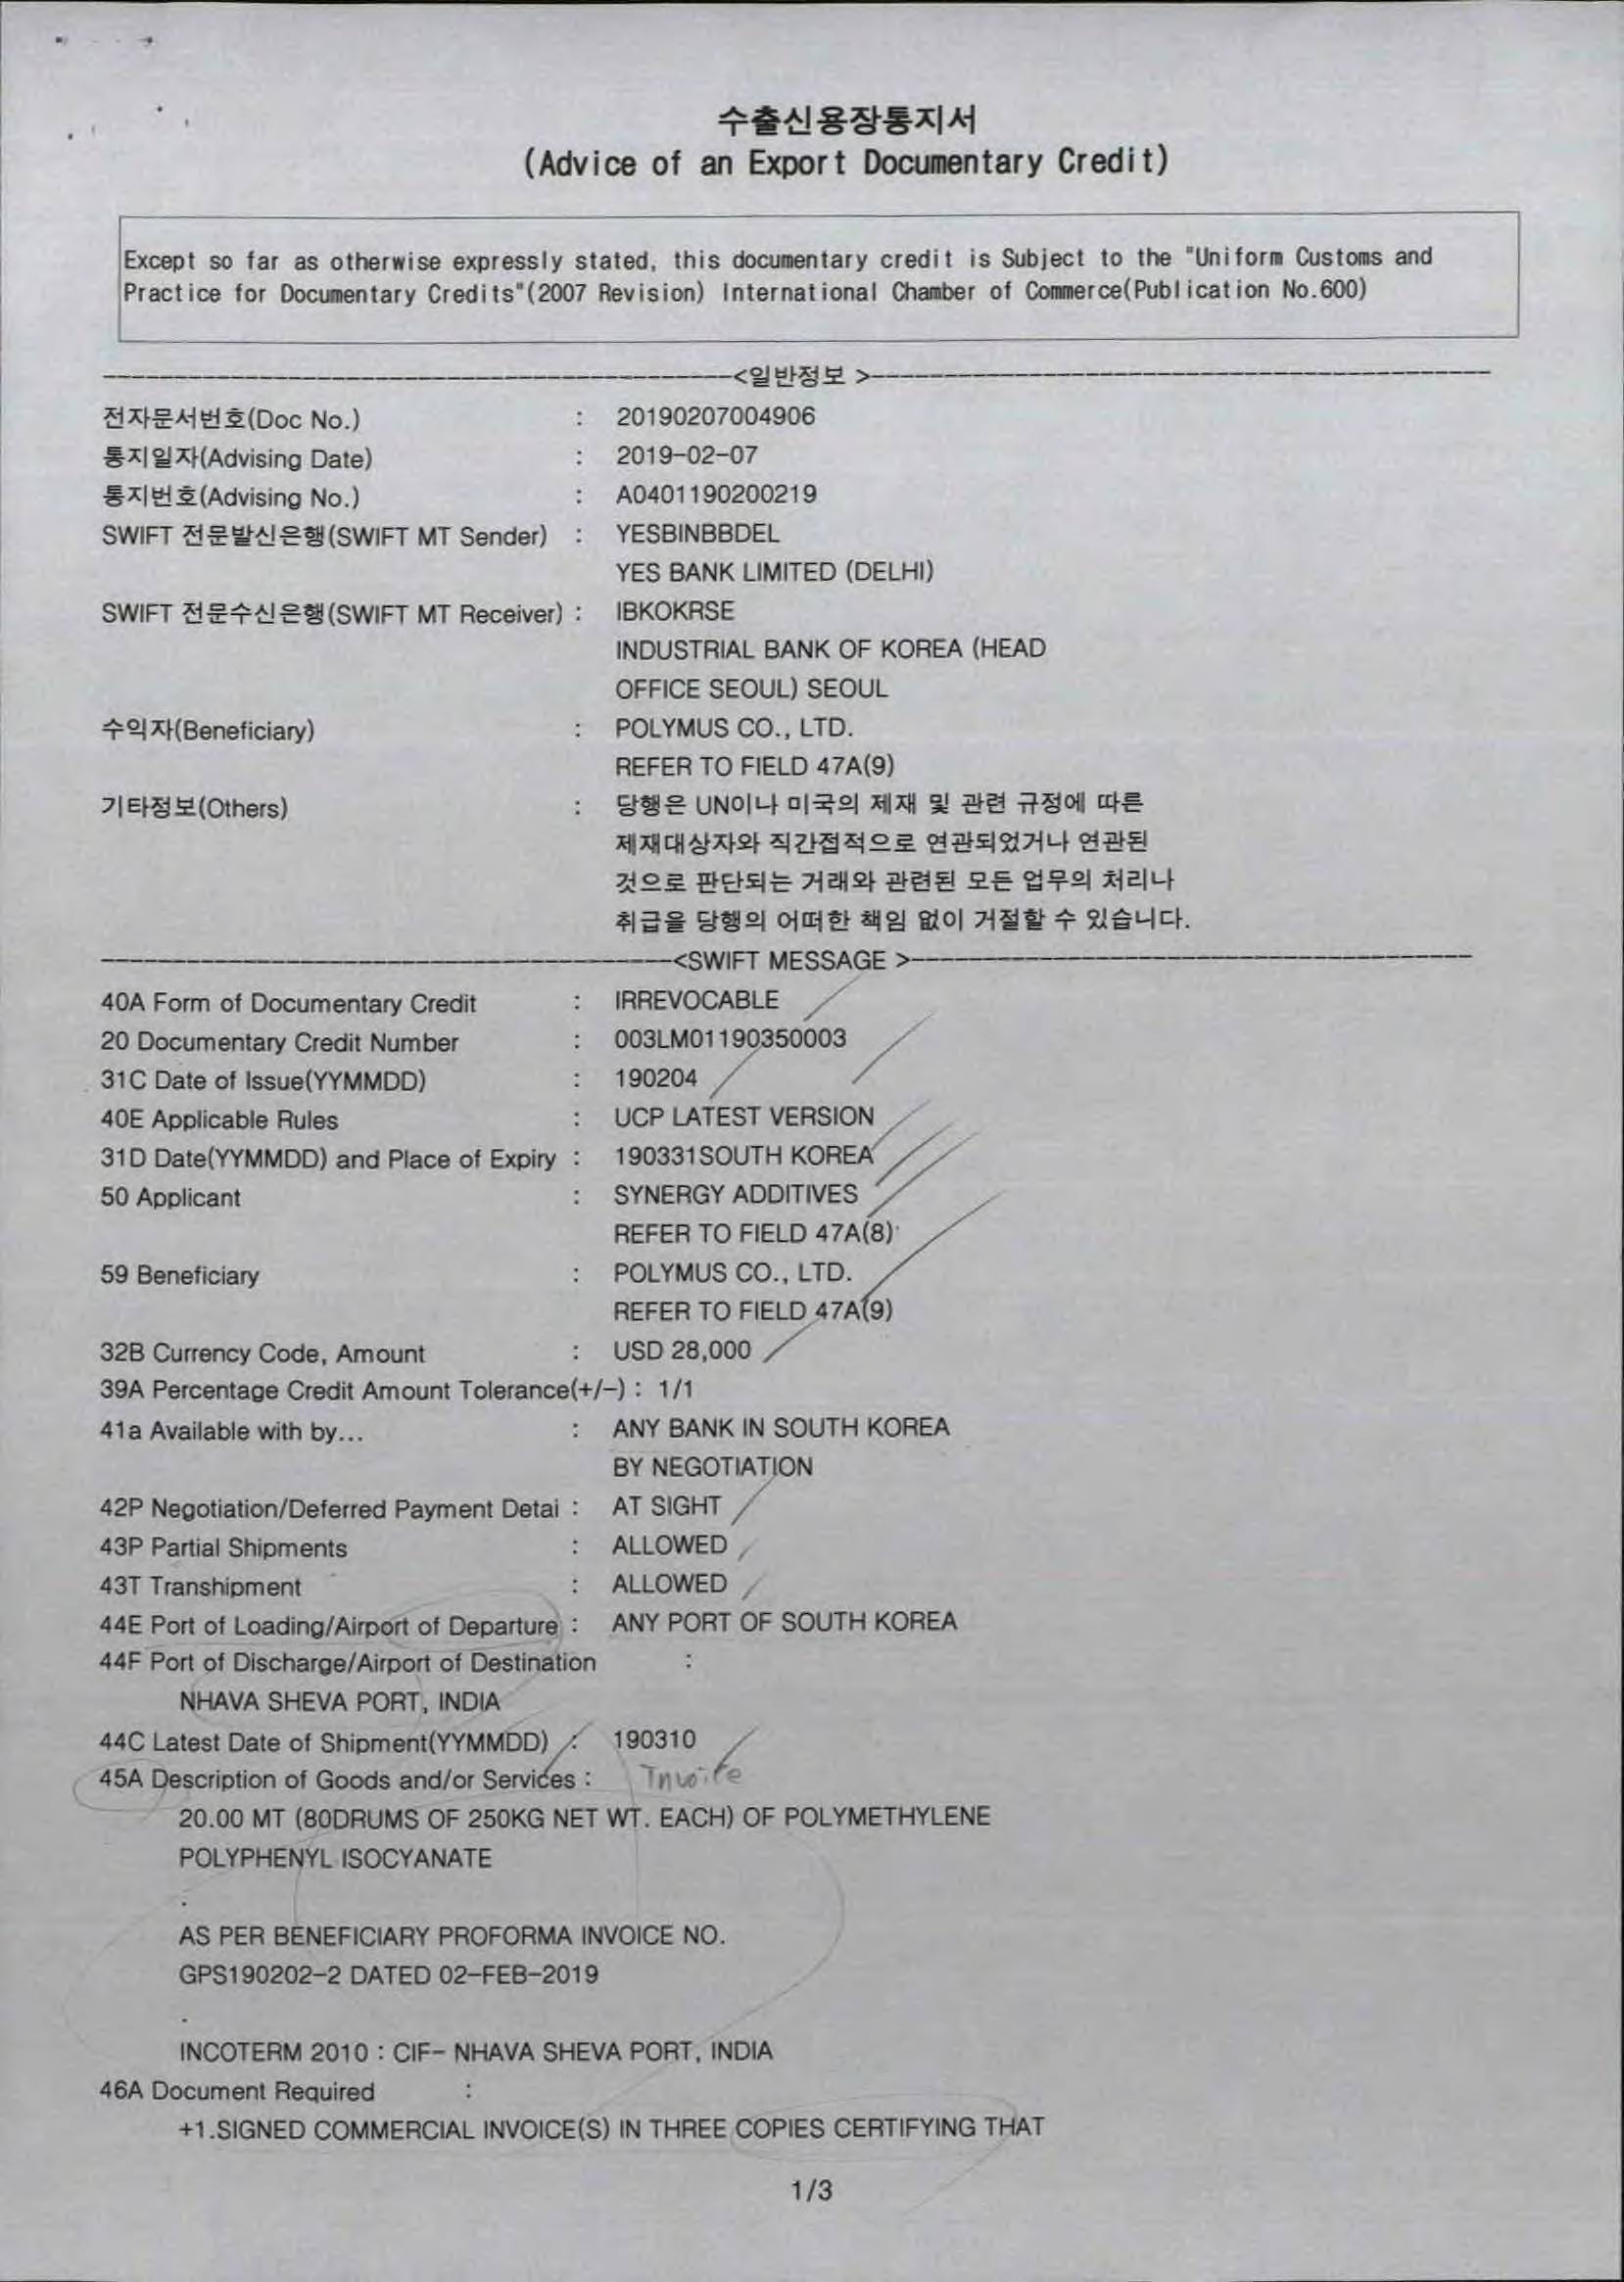 수출신용장통지서
(Advice of an Export Documentary Credit)
Except so far as otherwise expressly stated, this documentary credit is Subject to the "Uniform Customs and
Practice for Documentary Credits"(2007 Revision) International Chamber of Commerce(Publication No.600)
<일반정보 >
전자문서번호(Doc No.) : 20190207004906
통지일자(Advising Date) : 2019-02-07
통지번호(Advising No.) : A0401190200219
SWIFT 전문발신은행(SWIFT MT Sender) : YESBINBBDEL
YES BANK LIMITED (DELHI)
SWIFT 전문수신은행(SWIFT MT Receiver) : IBKOKRSE
INDUSTRIAL BANK OF KOREA (HEAD
OFFICE SEOUL) SEOUL
수익자(Beneficiary) : POLYMUS CO., LTD.
REFER TO FIELD 47A(9)
기타정보(Others) : 당행은 UN이나 미국의 제재 및 관련 규정에 따른
제재대상자와 직간접적으로 연관되었거나 연관된
것으로 판단되는 거래와 관련된 모든 업무의 처리나
취급을 당행의 어떠한 책임 없이 거절할 수 있습니다.
<SWIFT MESSAGE >
40A Form of Documentary Credit : IRREVOCABLE
20 Documentary Credit Number : 003LM01190350003
31C Date of Issue(YYMMDD) : 190204
40E Applicable Rules : UCP LATEST VERSION
31D Date(YYMMDD) and Place of Expiry : 190331SOUTH KOREA
50 Applicant : SYNERGY ADDITIVES
REFER TO FIELD 47A(8)
59 Beneficiary : POLYMUS CO., LTD.
REFER TO FIELD 47A(9)
32B Currency Code, Amount : USD 28,000
39A Percentage Credit Amount Tolerance(+/-) : 1/1
41a Available with by... : ANY BANK IN SOUTH KOREA
BY NEGOTIATION
42P Negotiation/Deferred Payment Detai : AT SIGHT
43P Partial Shipments : ALLOWED
43T Transhipment : ALLOWED
44E Port of Loading/Airport of Departure : ANY PORT OF SOUTH KOREA
44F Port of Discharge/Airport of Destination :
NHAVA SHEVA PORT, INDIA
44C Latest Date of Shipment(YYMMDD) : 190310
45A Description of Goods and/or Services : Invoice
20.00 MT (80DRUMS OF 250KG NET WT. EACH) OF POLYMETHYLENE
POLYPHENYL ISOCYANATE
.
AS PER BENEFICIARY PROFORMA INVOICE NO.
GPS190202-2 DATED 02-FEB-2019
.
INCOTERM 2010 : CIF- NHAVA SHEVA PORT, INDIA
46A Document Required :
+1.SIGNED COMMERCIAL INVOICE(S) IN THREE COPIES CERTIFYING THAT
1/3